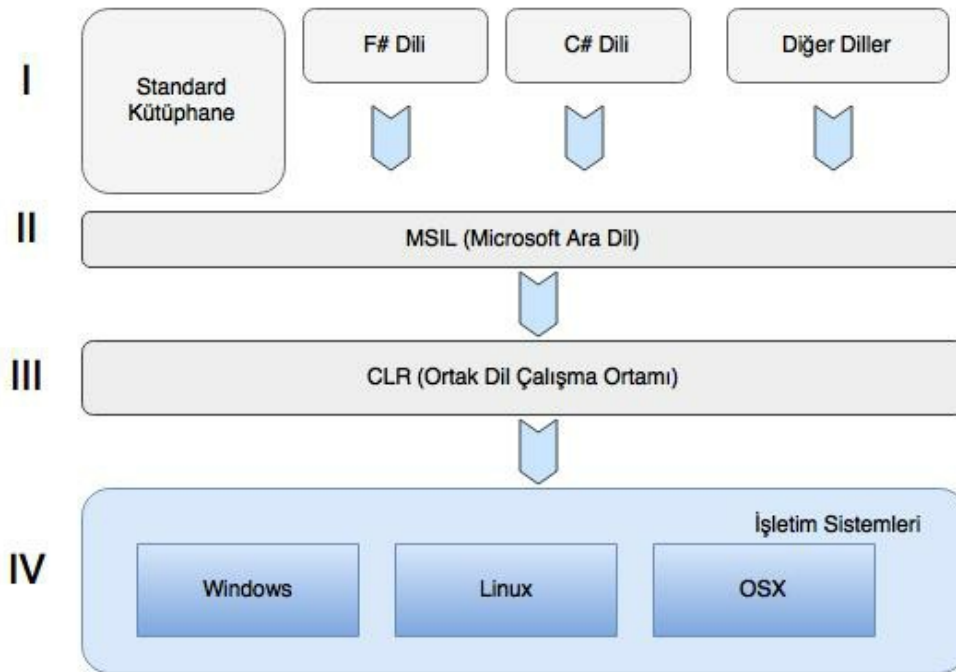 I
Standard
Kütüphane
F# Dili
C# Dili
Diğer Diller
II
MSIL (Microsoft Ara Dil)
III
CLR (Ortak Dil Çalışma Ortamı)
IV
İşletim Sistemleri
Windows
Linux
OSX